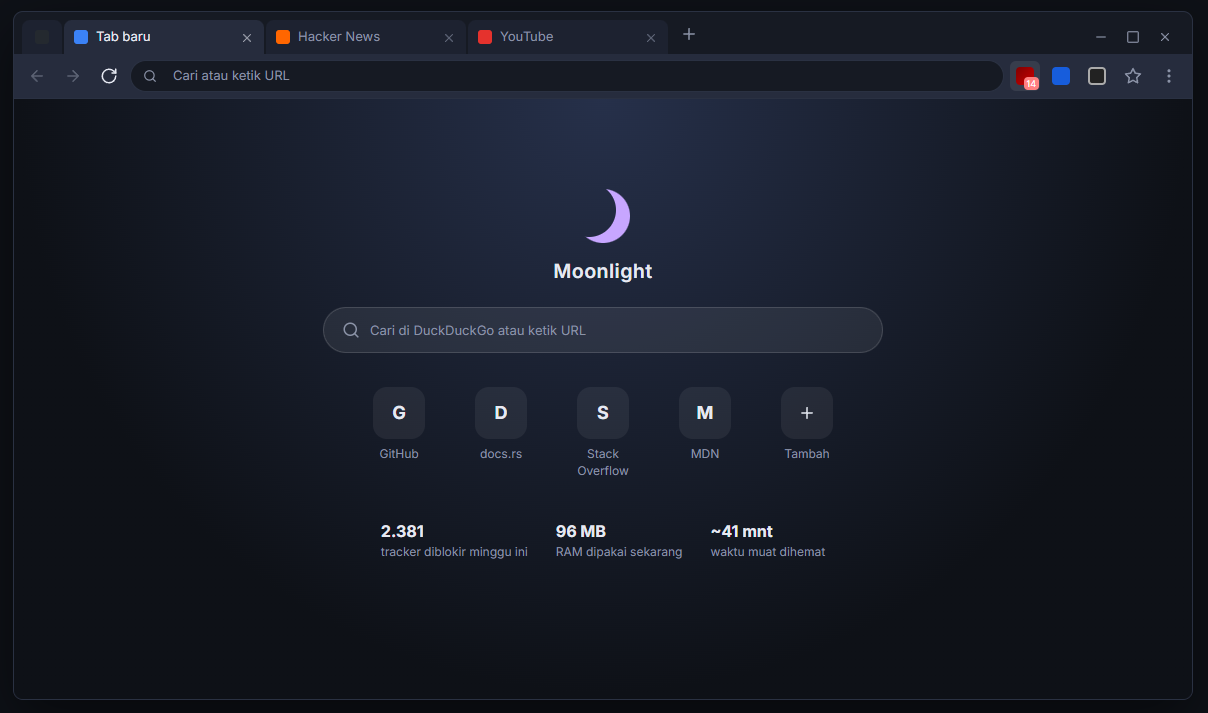 Tab baru
Hacker News
YouTube
Cari atau ketik URL
14
Moonlight
Cari di DuckDuckGo atau ketik URL
G
D
S
M
GitHub
docs.rs
Stack
Overflow
MDN
Tambah
2.381
96 MB
~41 mnt
tracker diblokir minggu ini
RAM dipakai sekarang
waktu muat dihemat